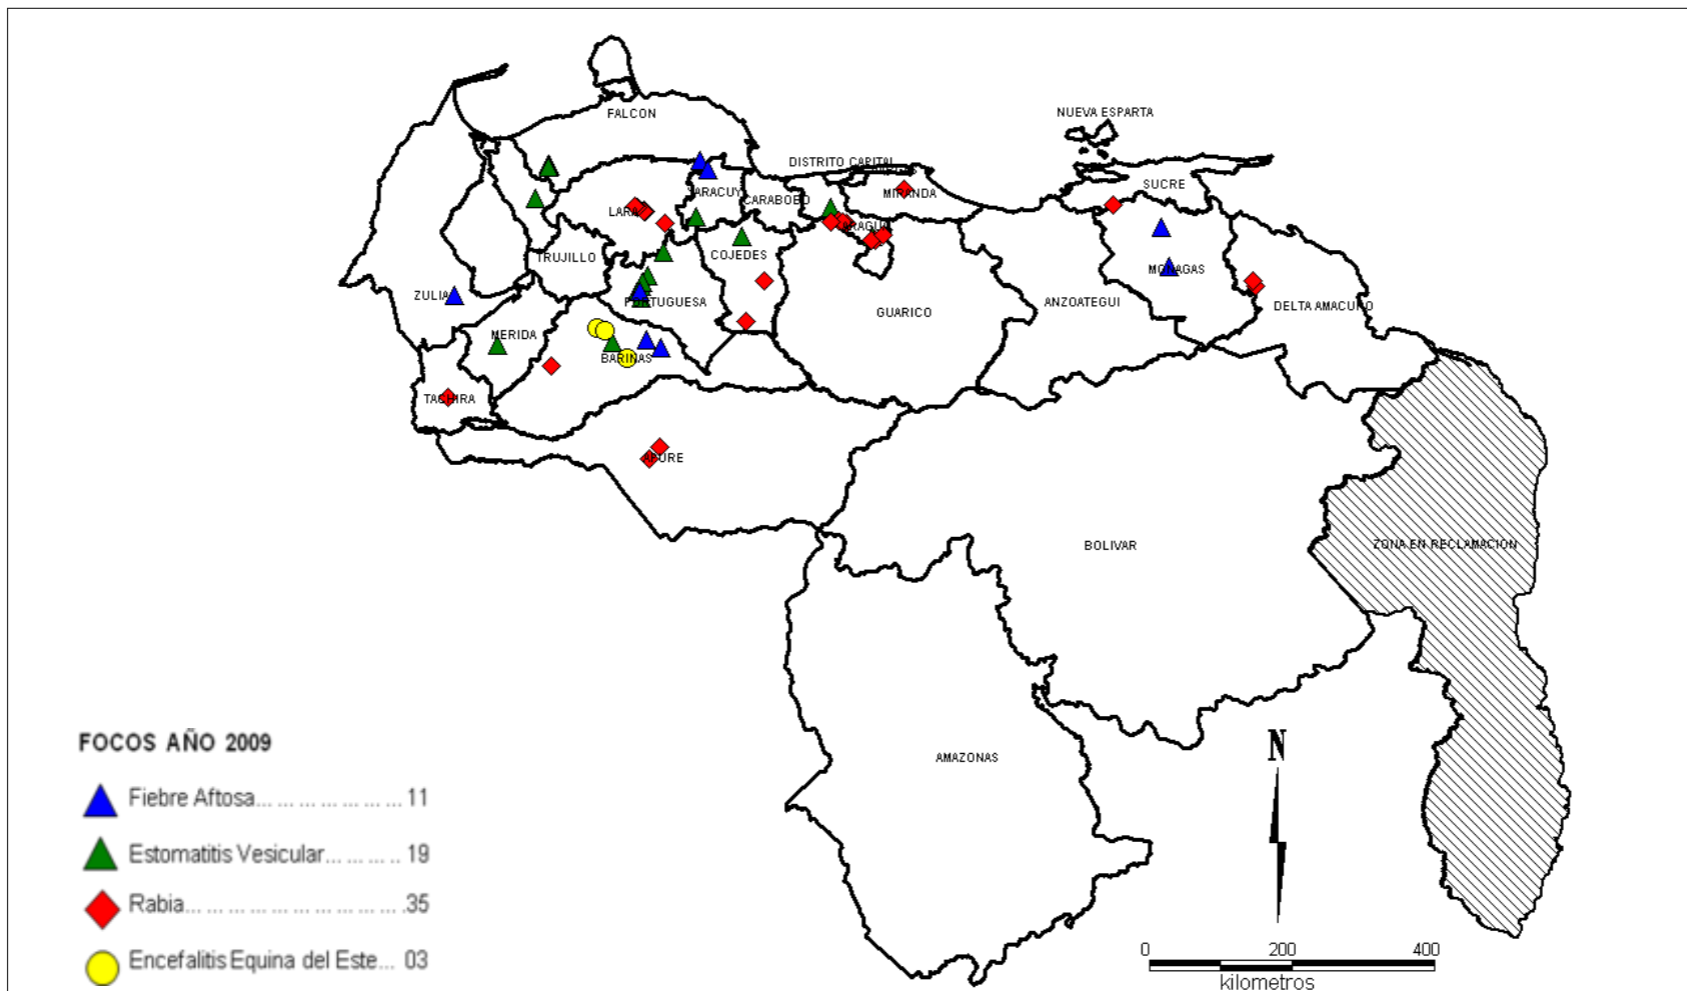 FALCON
NUEVA ESPARTA
DISTRITO CAPITAL
MIRANDA
SUCRE
YARACUY
CARABOBO
LARA
ARAGUA
TRUJILLO
COJEDES
MONAGAS
ZULIA
PORTUGUESA
ANZOATEGUI
DELTA AMACURO
GUARICO
MERIDA
BARINAS
TACHIRA
APURE
BOLIVAR
ZONA EN RECLAMACION
AMAZONAS
N
FOCOS AÑO 2009
Fiebre Aftosa... ... ... ... ... ... ... 11
Estomatitis Vesicular... ... ... .. 19
Rabia... ... ... ... ... ... ... ... ... ... .35
Encefalitis Equina del Este... 03
0 200 400
kilometros